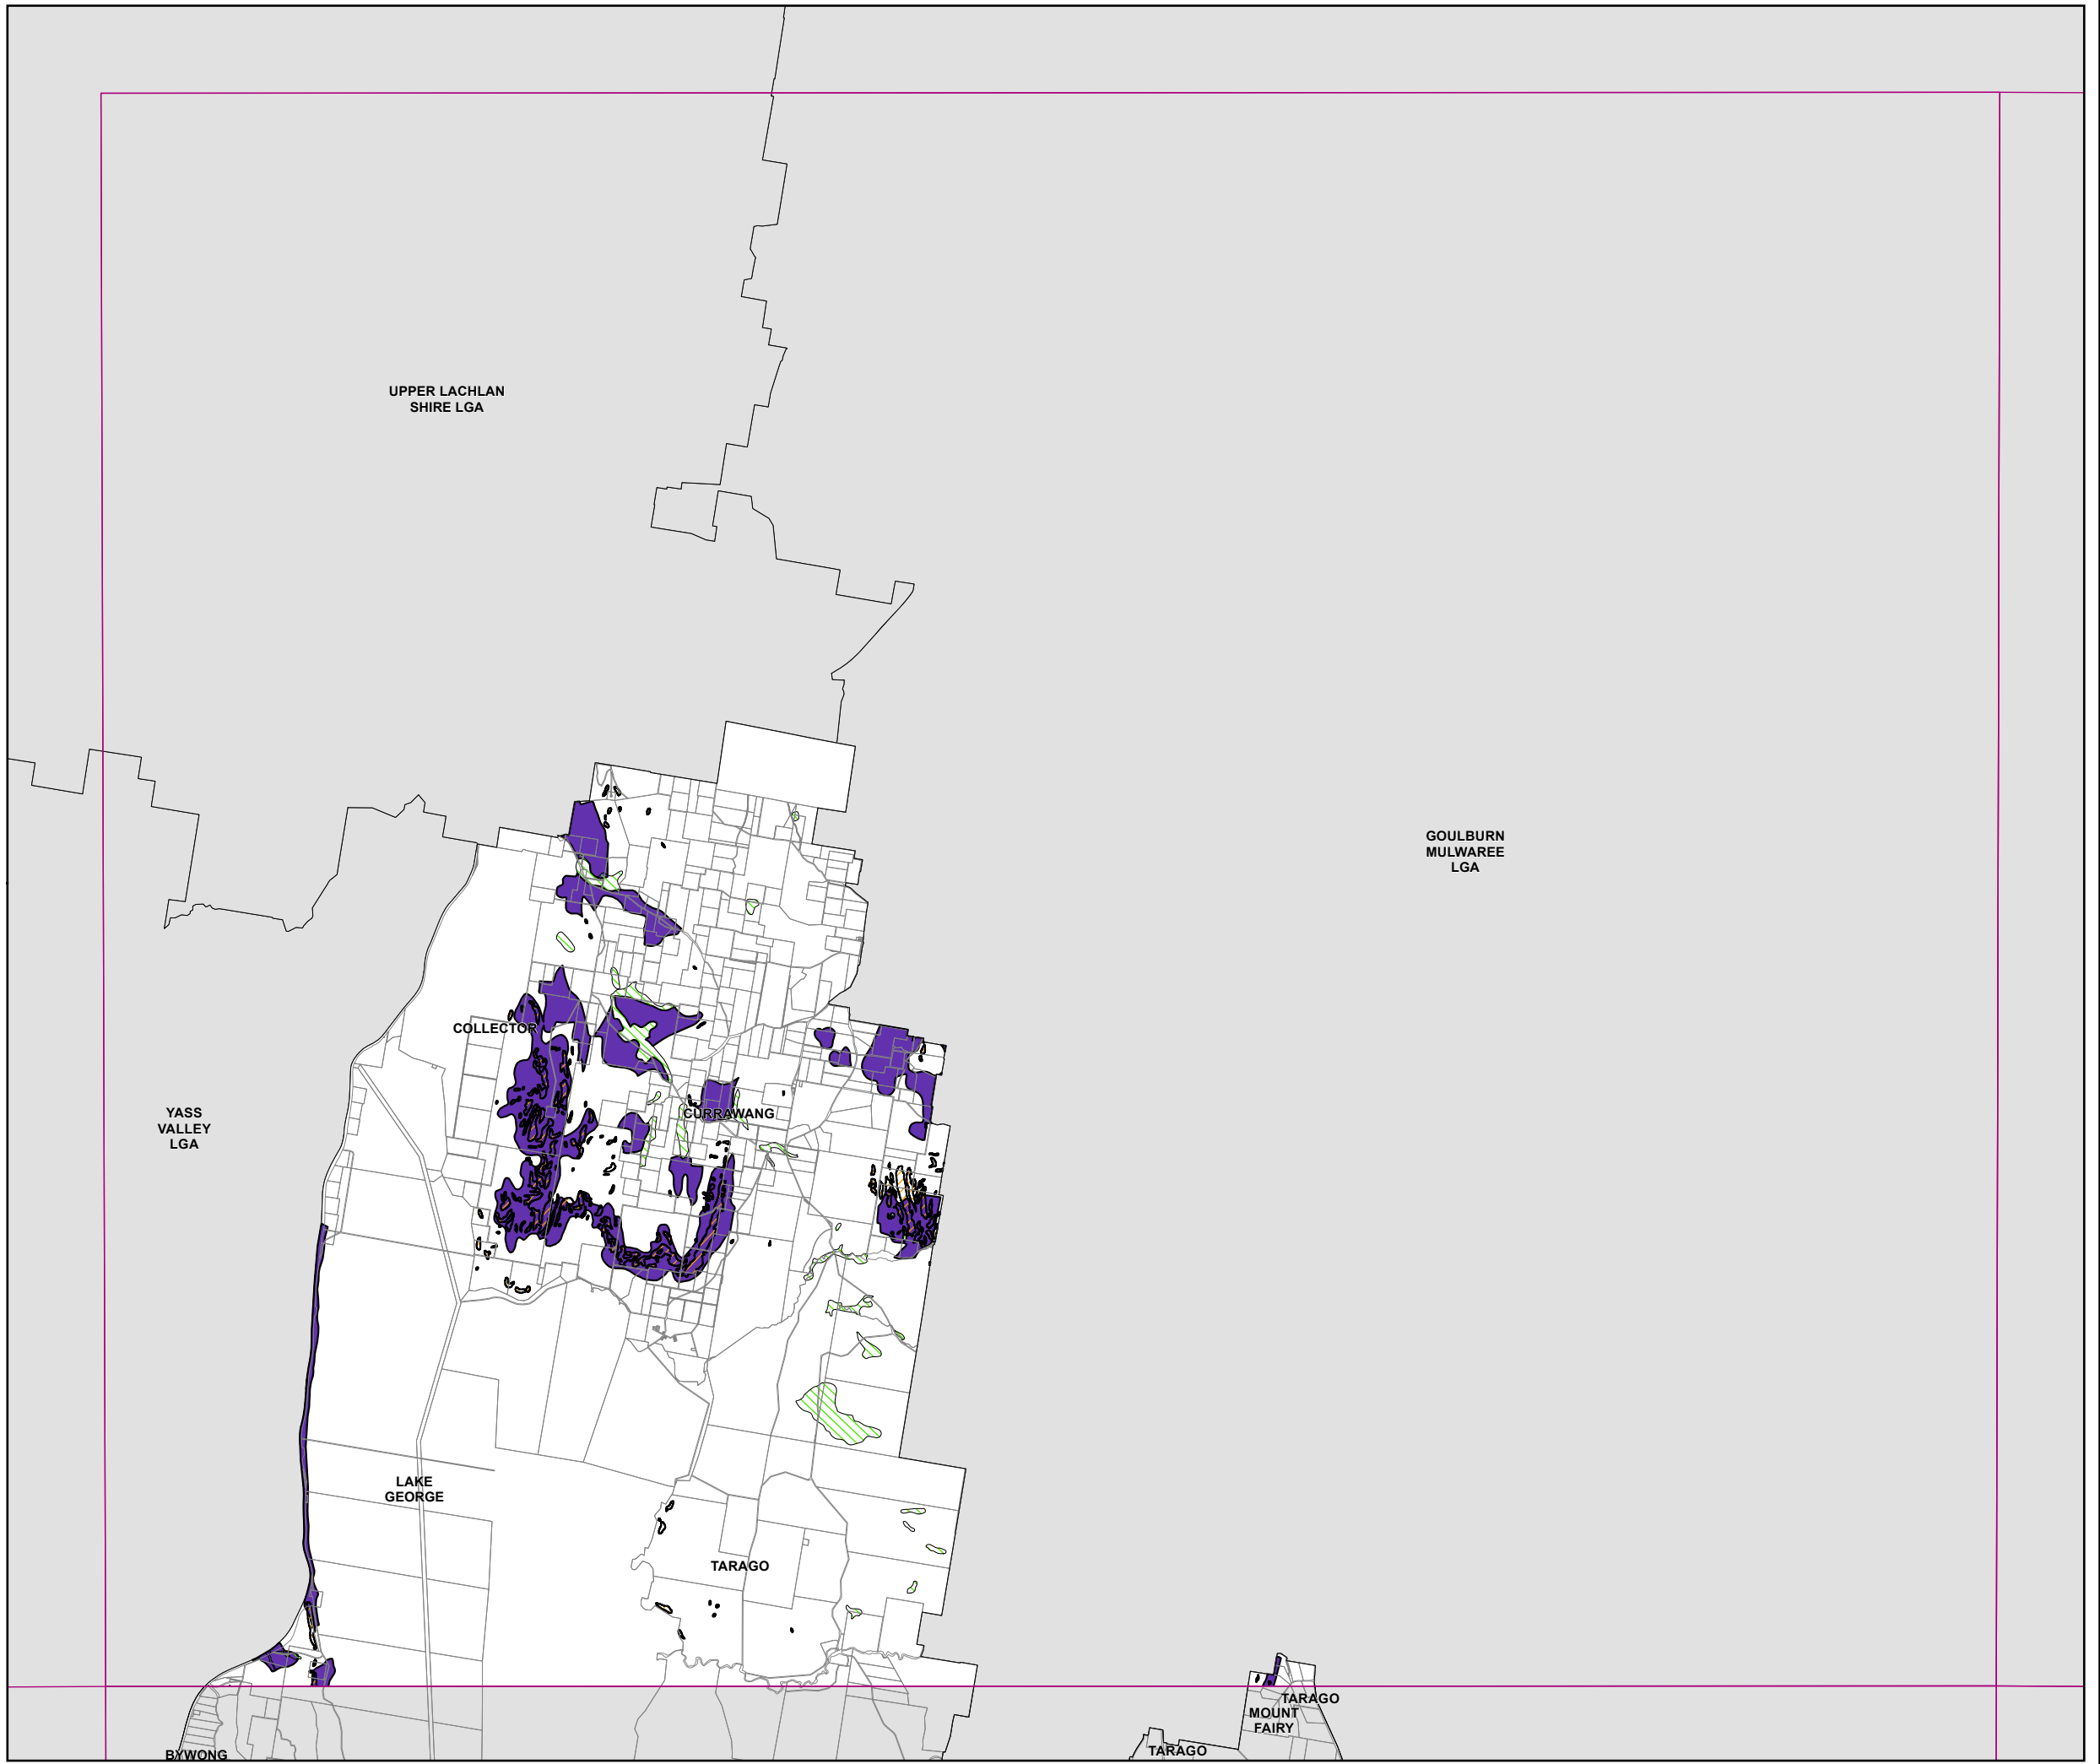 UPPER LACHLAN
SHIRE LGA
GOULBURN
MULWAREE
LGA
COLLECTOR
YASS
VALLEY
LGA
CURRAWANG
LAKE
GEORGE
TARAGO
TARAGO
MOUNT
FAIRY
TARAGO
BYWONG